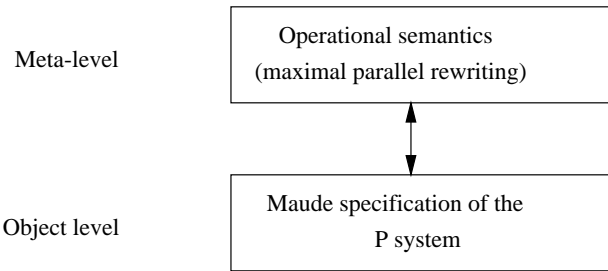 Meta-level
Operational semantics
(maximal parallel rewriting)
Object level
Maude specification of the
P system